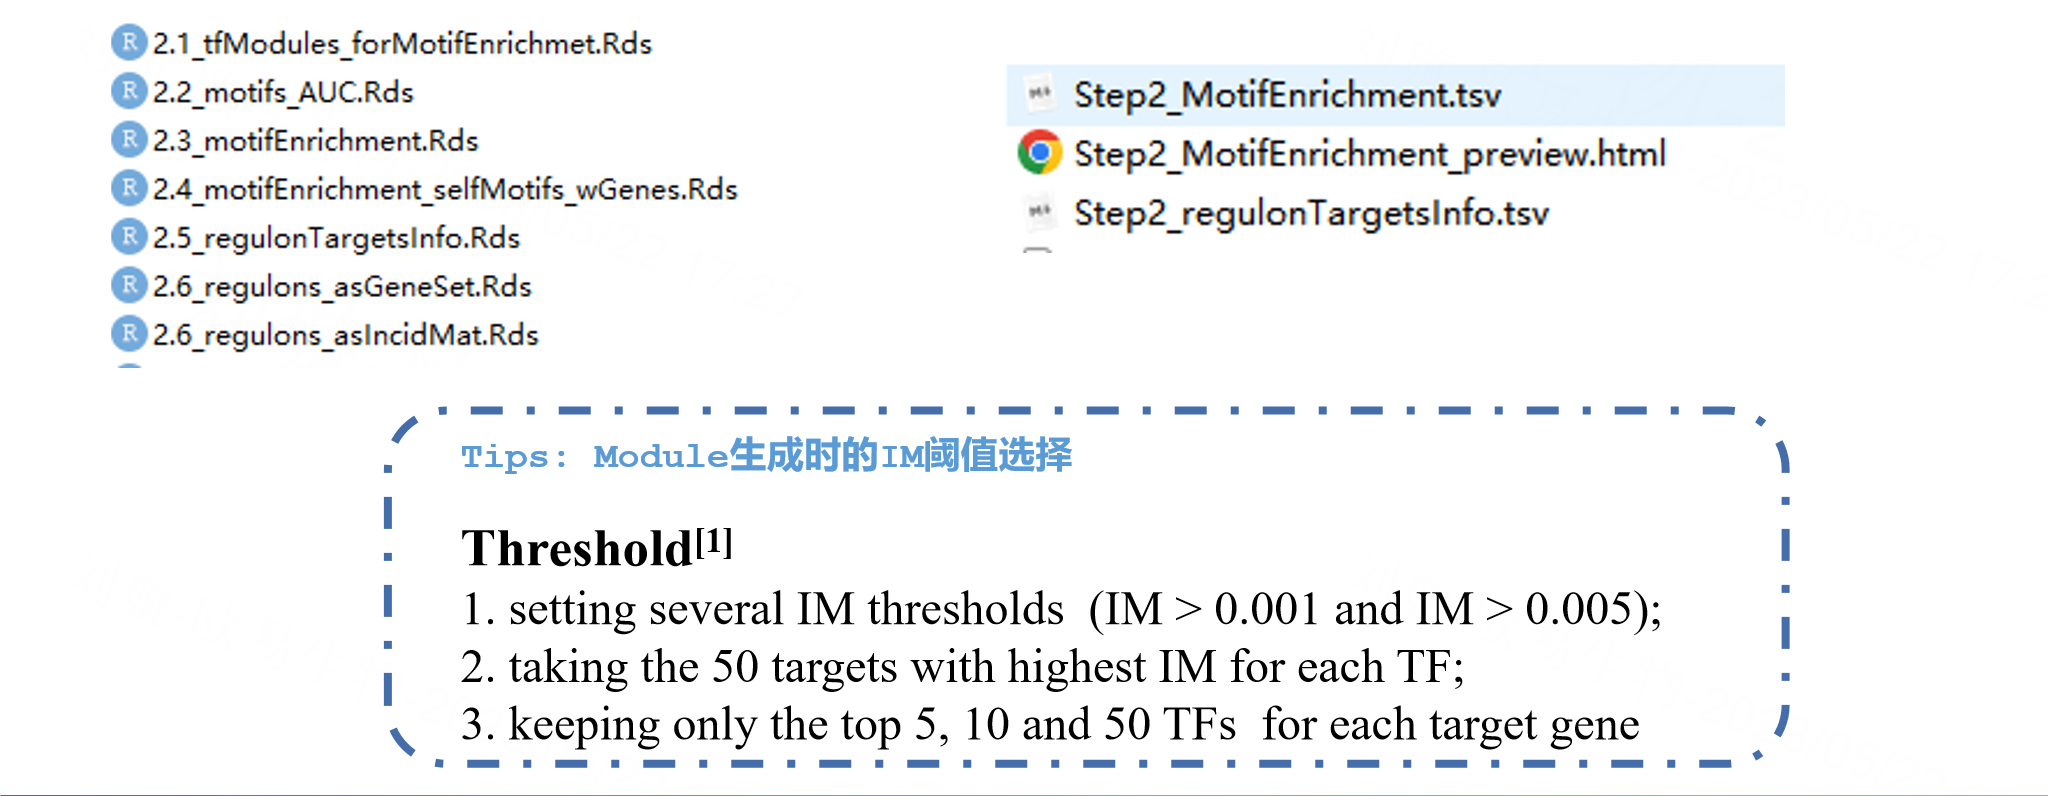 2.1_tfModules_forMotifEnrichmet.Rds
2.2_motifs_AUC.Rds
2.3_motifEnrichment.Rds
2.4_motifEnrichment_selfMotifs_wGenes.Rds
2.5_regulonTargetsInfo.Rds
2.6_regulons_asGeneSet.Rds
2.6_regulons_asIncidMat.Rds
Step2_MotifEnrichment.tsv
Step2_MotifEnrichment_preview.html
Step2_regulonTargetsInfo.tsv
Tips: Module生成时的IM阈值选择
Threshold[1]
1. setting several IM thresholds (IM > 0.001 and IM > 0.005);
2. taking the 50 targets with highest IM for each TF;
3. keeping only the top 5, 10 and 50 TFs for each target gene